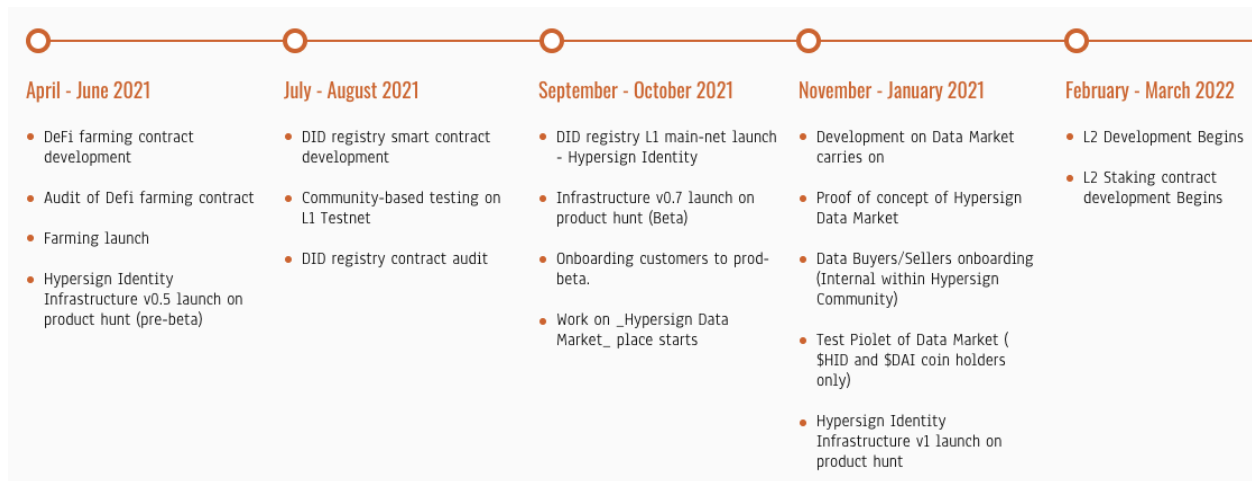 April - June 2021
DeFi farming contract
development
Audit of Defi farming contract
Farming launch
Hypersign Identity
Infrastructure v0.5 launch on
product hunt (pre-beta)
July - August 2021
DID registry smart contract
development
Community-based testing on
L1 Testnet
DID registry contract audit
September - October 2021
DID registry L1 main-net launch
- Hypersign Identity
Infrastructure v0.7 launch on
product hunt (Beta)
Onboarding customers to prod-
beta.
Work on _Hypersign Data
Market_ place starts
November - January 2021
Development on Data Market
carries on
Proof of concept of Hypersign
Data Market
Data Buyers/Sellers onboarding
(Internal within Hypersign
Community)
Test Piolet of Data Market (
$HID and $DAI coin holders
only)
Hypersign Identity
Infrastructure v1 launch on
product hunt
February - March 2022
L2 Development Begins
L2 Staking contract
development Begins